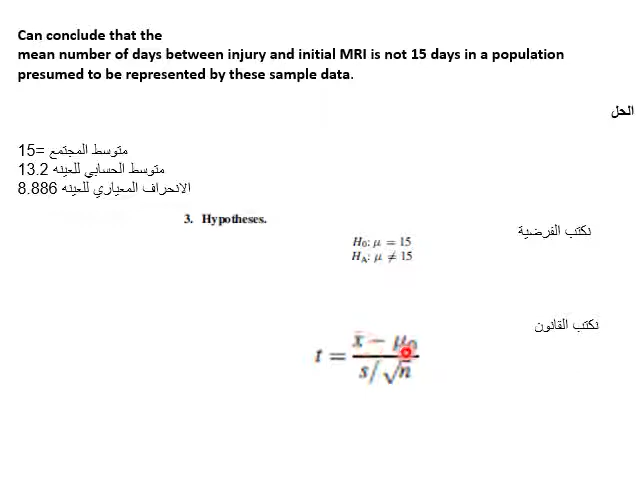 Can conclude that the
mean number of days between injury and initial MRI is not 15 days in a population
presumed to be represented by these sample data.
الحل
متوسط المجتمع =15
متوسط الحسابي للعينه 13.2
الانحراف المعياري للعينه 8.886
3. Hypotheses.
نكتب الفرضية
H₀: μ = 15
H_A: μ ≠ 15
نكتب القانون
t = (x̄ − μ₀) / (s/√n)